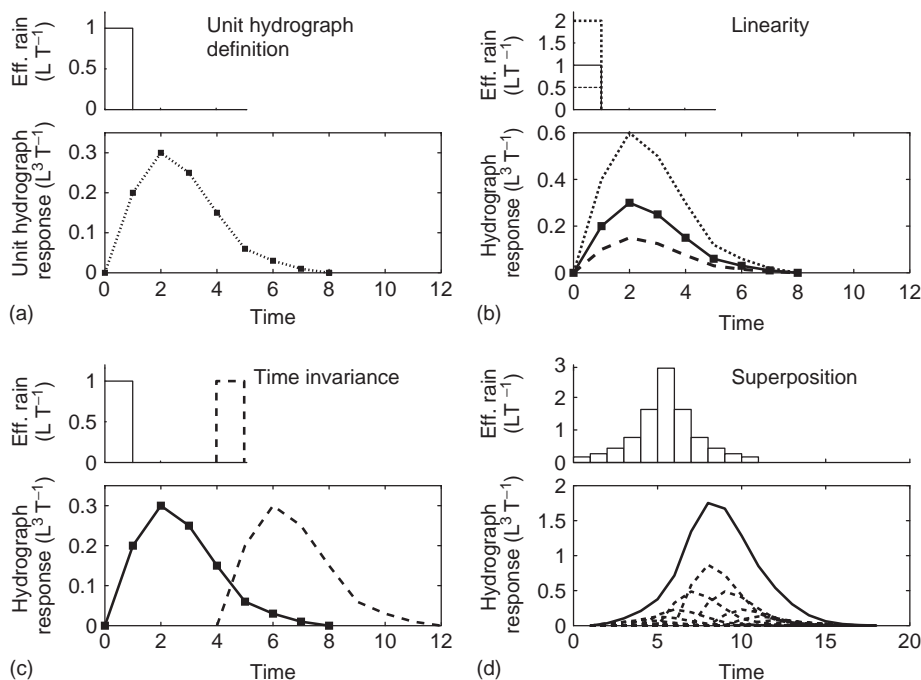 Unit hydrograph
definition
Eff. rain
(L T⁻¹)
1
0.5
0
Unit hydrograph
response (L³ T⁻¹)
0.3
0.2
0.1
0
0 2 4 6 8 10 12
(a) Time
Linearity
Eff. rain
(LT⁻¹)
2
1.5
1
0.5
0
Hydrograph
response (L³ T⁻¹)
0.6
0.4
0.2
0
0 2 4 6 8 10 12
(b) Time
Time invariance
Eff. rain
(L T⁻¹)
1
0.5
0
Hydrograph
response (L³ T⁻¹)
0.3
0.2
0.1
0
0 2 4 6 8 10 12
(c) Time
Superposition
Eff. rain
(LT⁻¹)
3
2
1
0
Hydrograph
response (L³ T⁻¹)
2
1.5
1
0.5
0
0 5 10 15 20
(d) Time